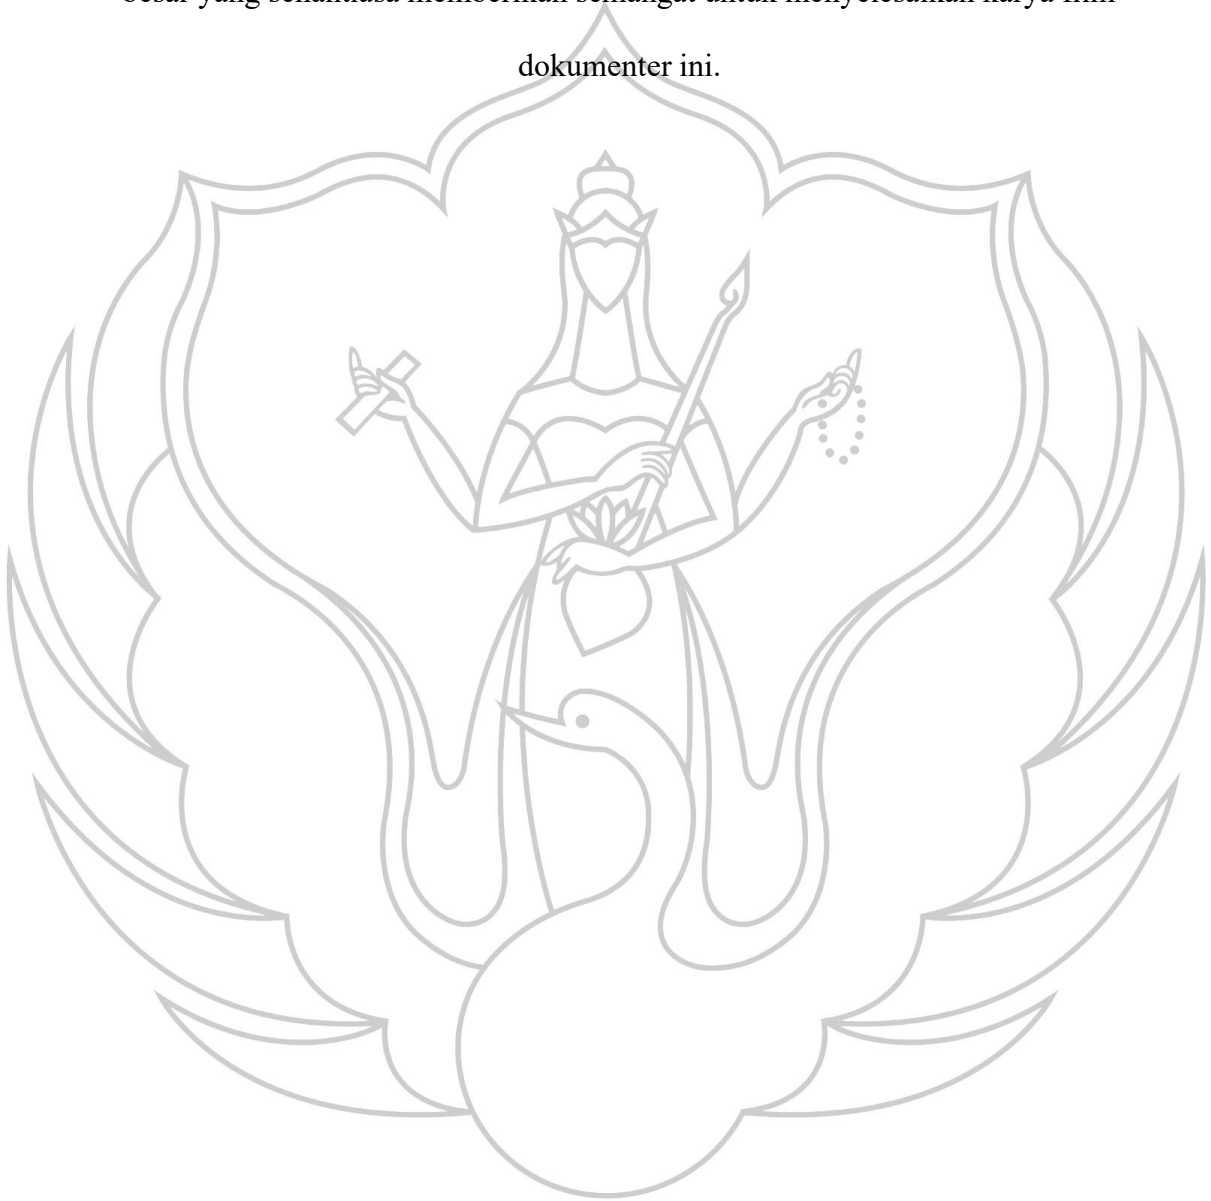 besar yang senantiasa memberikan semangat untuk menyelesaikan karya film
dokumenter ini.